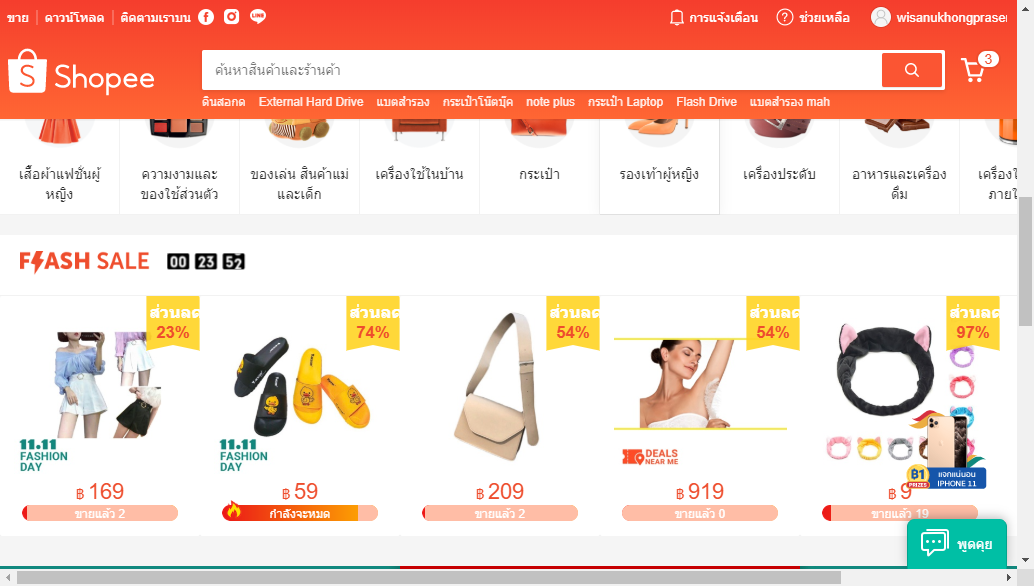 ขาย ดาวน์โหลด ติดตามเราบน LINE การแจ้งเตือน ช่วยเหลือ
Shopee ค้นหาสินค้าและร้านค้า 3
ตีนสอกด External Hard Drive แบตสำรอง กระเป๋าโน๊ตบุ๊ค note plus กระเป๋า Laptop Flash Drive แบตสำรอง mah
เสื้อผ้าแฟชั่นผู้
หญิง
ความงามและ
ของใช้ส่วนตัว
ของเล่น สินค้าแม่
และเด็ก
เครื่องใช้ในบ้าน
กระเป๋า
รองเท้าผู้หญิง
เครื่องประดับ
อาหารและเครื่อง
ดื่ม
FLASH SALE 00 23 52
ส่วนลด
23%
ส่วนลด
74%
ส่วนลด
54%
ส่วนลด
54%
ส่วนลด
97%
11.11
FASHION
DAY
11.11
FASHION
DAY
DEALS
NEAR ME
฿1
PRIZES
แจกแน่นอน
IPHONE 11
฿ 169
ขายแล้ว 2
฿ 59
กำลังจะหมด
฿ 209
ขายแล้ว 2
฿ 919
ขายแล้ว 0
฿ 9
ขายแล้ว 19
พูดคุย